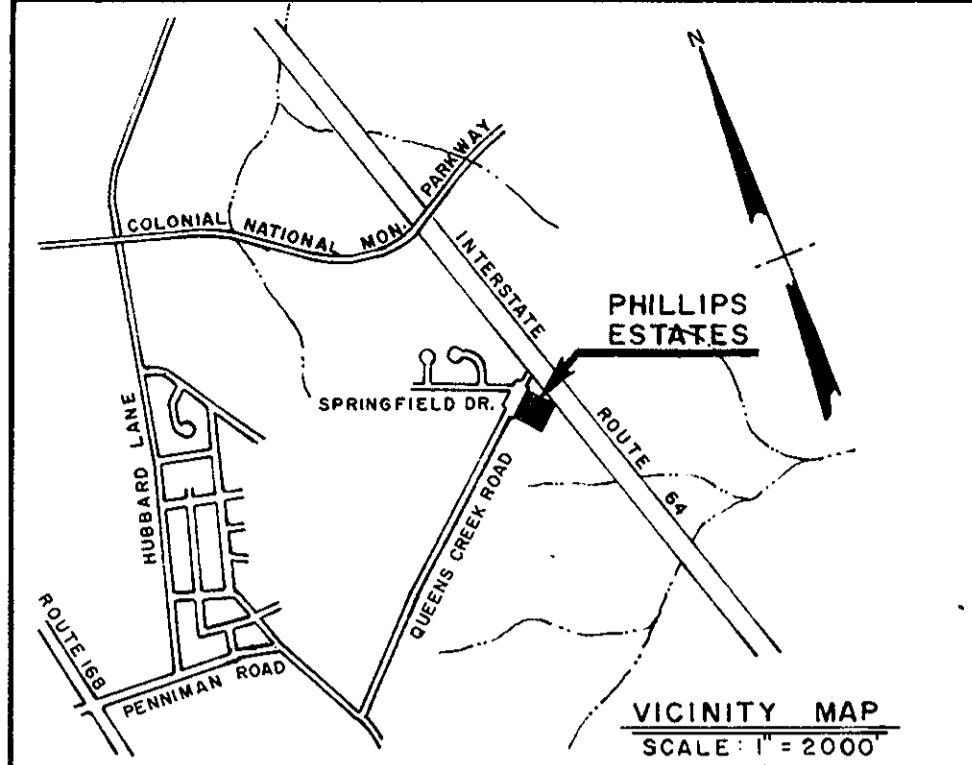 N
COLONIAL NATIONAL MON. PARKWAY
INTERSTATE ROUTE 64
PHILLIPS
ESTATES
SPRINGFIELD DR.
HUBBARD LANE
QUEENS CREEK ROAD
ROUTE 168
PENNIMAN ROAD
VICINITY MAP
SCALE: 1" = 2000'